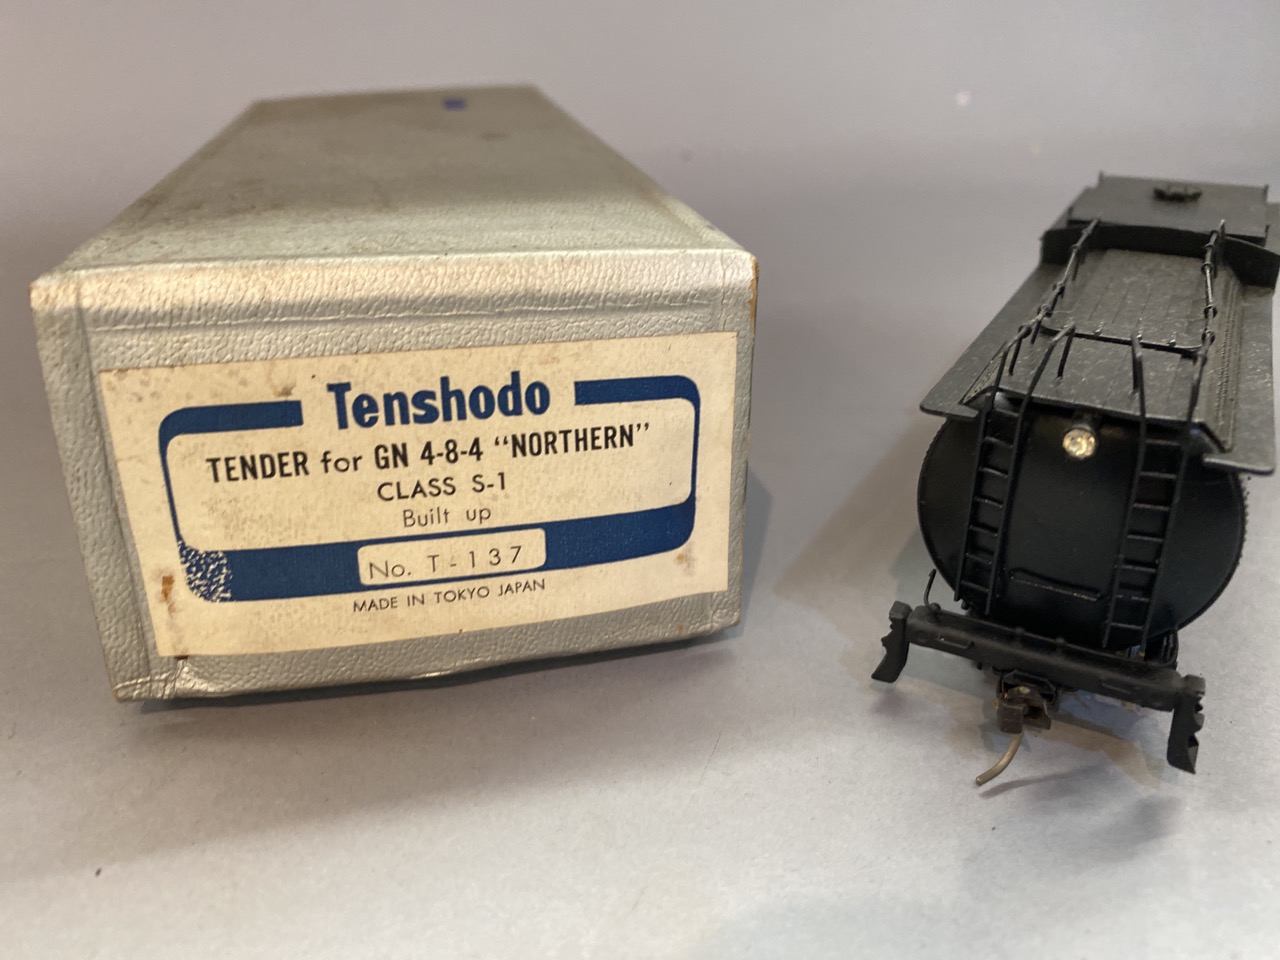 Tenshodo
TENDER for GN 4-8-4 "NORTHERN"
CLASS S-1
Built up
No. T-137
MADE IN TOKYO JAPAN